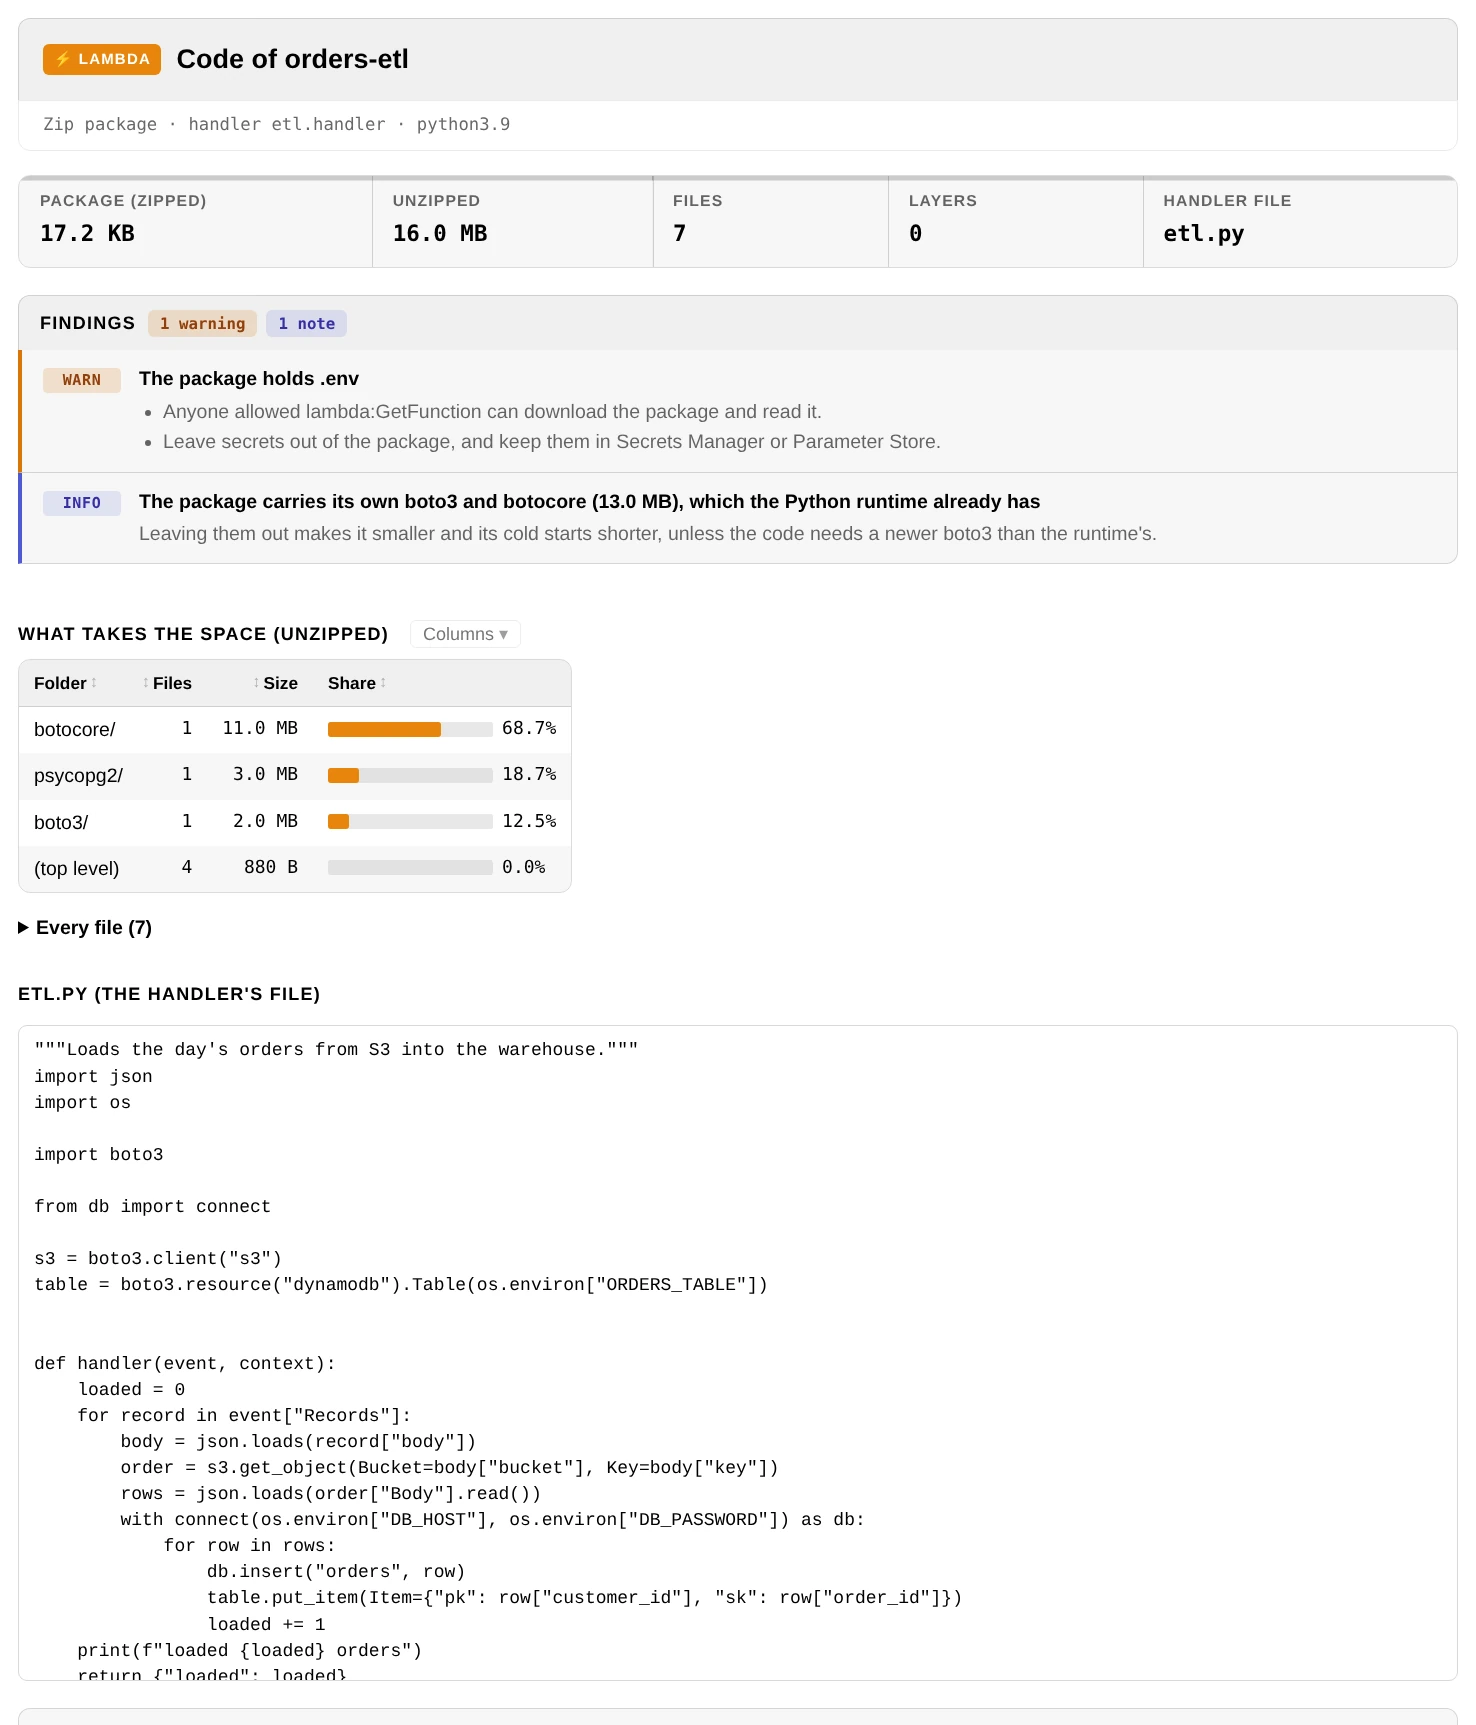 ⚡ LAMBDA Code of orders-etl
Zip package · handler etl.handler · python3.9
PACKAGE (ZIPPED) UNZIPPED FILES LAYERS HANDLER FILE
17.2 KB 16.0 MB 7 0 etl.py
FINDINGS 1 warning 1 note
WARN The package holds .env
• Anyone allowed lambda:GetFunction can download the package and read it.
• Leave secrets out of the package, and keep them in Secrets Manager or Parameter Store.
INFO The package carries its own boto3 and botocore (13.0 MB), which the Python runtime already has
Leaving them out makes it smaller and its cold starts shorter, unless the code needs a newer boto3 than the runtime's.
WHAT TAKES THE SPACE (UNZIPPED) Columns ▾
Folder ↕ ↕ Files ↕ Size Share ↕
botocore/ 1 11.0 MB 68.7%
psycopg2/ 1 3.0 MB 18.7%
boto3/ 1 2.0 MB 12.5%
(top level) 4 880 B 0.0%
▶ Every file (7)
ETL.PY (THE HANDLER'S FILE)
"""Loads the day's orders from S3 into the warehouse."""
import json
import os

import boto3

from db import connect

s3 = boto3.client("s3")
table = boto3.resource("dynamodb").Table(os.environ["ORDERS_TABLE"])


def handler(event, context):
    loaded = 0
    for record in event["Records"]:
        body = json.loads(record["body"])
        order = s3.get_object(Bucket=body["bucket"], Key=body["key"])
        rows = json.loads(order["Body"].read())
        with connect(os.environ["DB_HOST"], os.environ["DB_PASSWORD"]) as db:
            for row in rows:
                db.insert("orders", row)
                table.put_item(Item={"pk": row["customer_id"], "sk": row["order_id"]})
                loaded += 1
    print(f"loaded {loaded} orders")
    return {"loaded": loaded}